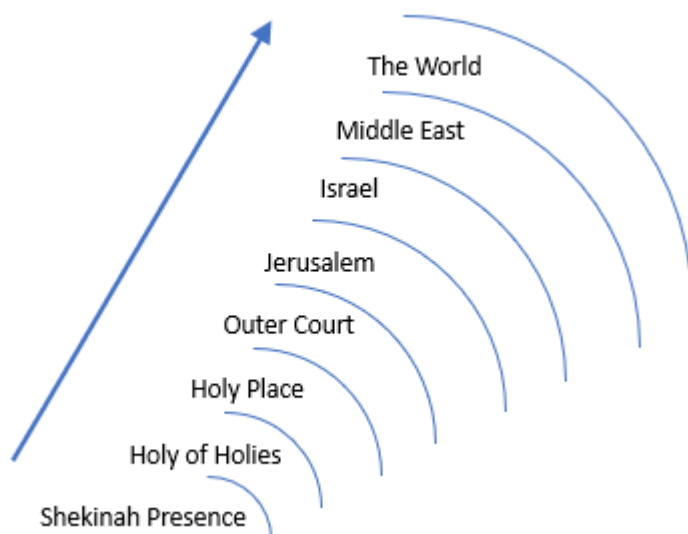 The World
Middle East
Israel
Jerusalem
Outer Court
Holy Place
Holy of Holies
Shekinah Presence